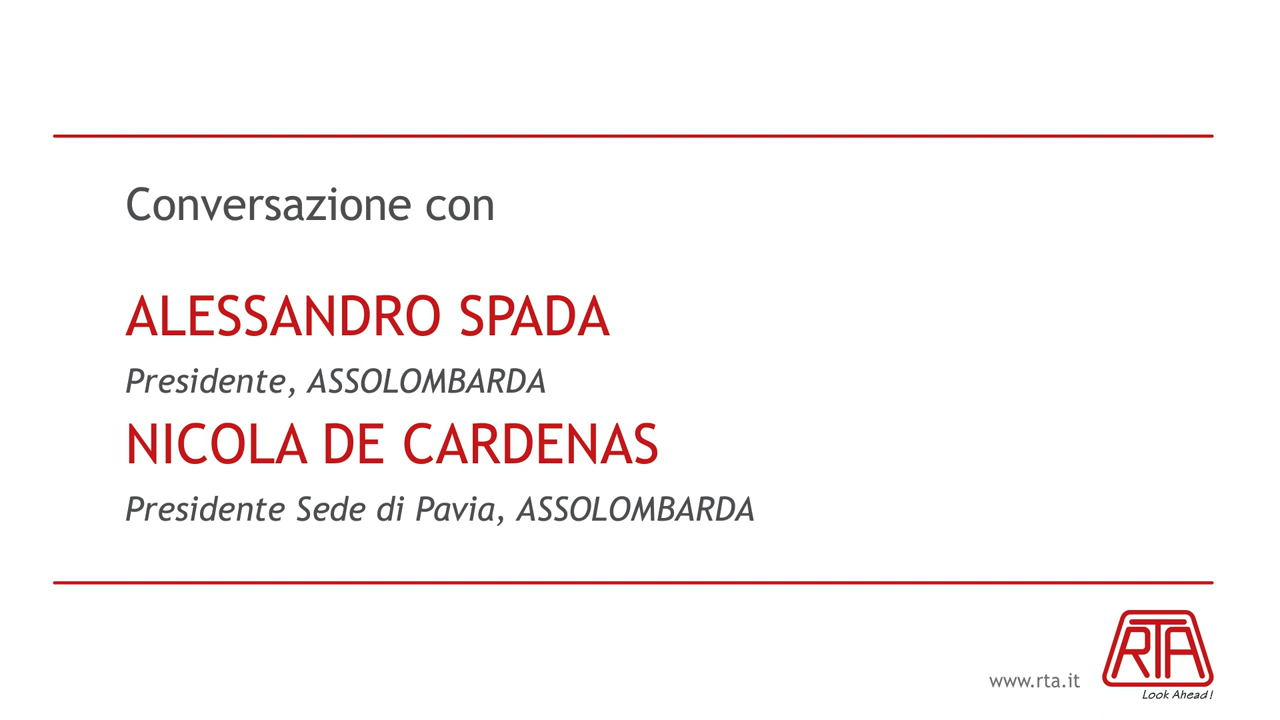 Conversazione con
ALESSANDRO SPADA
Presidente, ASSOLOMBARDA
NICOLA DE CARDENAS
Presidente Sede di Pavia, ASSOLOMBARDA
www.rta.it
RTA
Look Ahead!